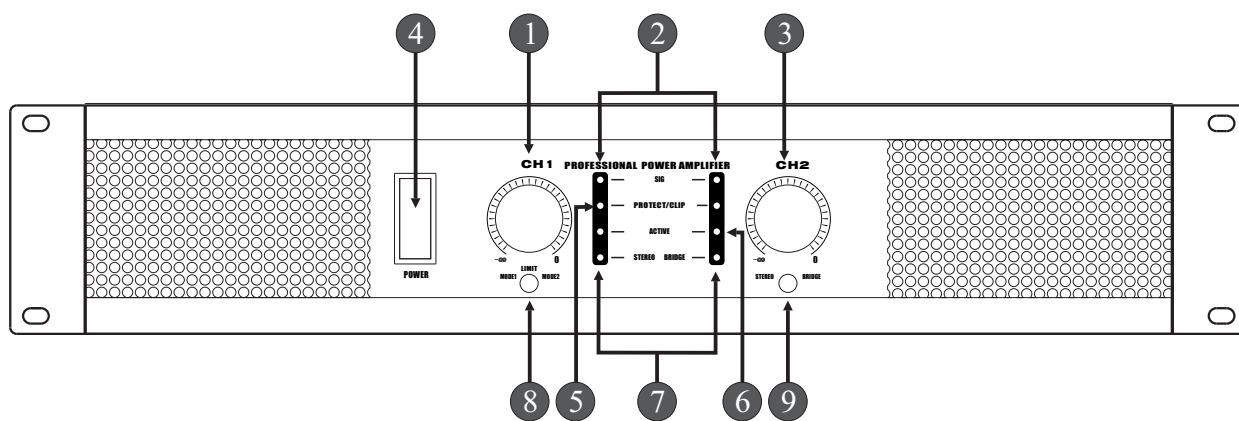 4 1 2 3
CH1 PROFESSIONAL POWER AMPLIFIER CH2
SIG
PROTECT/CLIP
ACTIVE
STEREO BRIDGE
-∞ 0 -∞ 0
POWER
LIMIT
MODE1 MODE2
STEREO BRIDGE
8 5 7 6 9